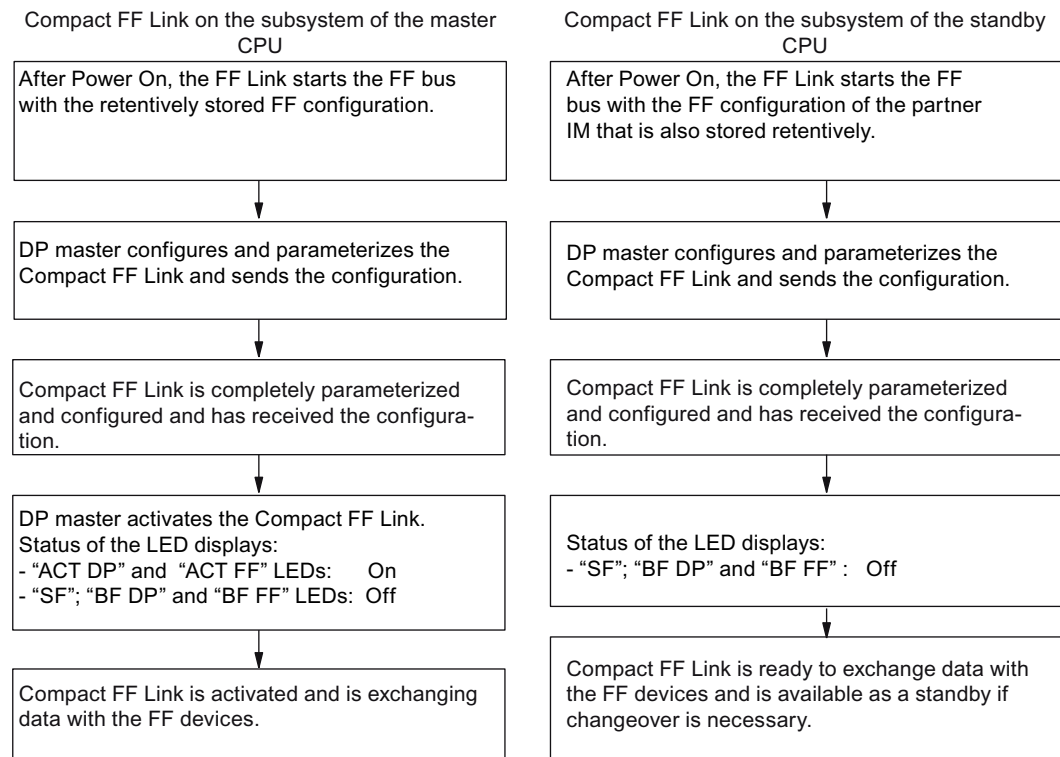 Compact FF Link on the subsystem of the master
CPU
After Power On, the FF Link starts the FF bus
with the retentively stored FF configuration.
DP master configures and parameterizes the
Compact FF Link and sends the configuration.
Compact FF Link is completely parameterized
and configured and has received the configura-
tion.
DP master activates the Compact FF Link.
Status of the LED displays:
- “ACT DP” and “ACT FF” LEDs: On
- “SF”; “BF DP” and “BF FF” LEDs: Off
Compact FF Link is activated and is exchanging
data with the FF devices.
Compact FF Link on the subsystem of the standby
CPU
After Power On, the FF Link starts the FF
bus with the FF configuration of the partner
IM that is also stored retentively.
DP master configures and parameterizes the
Compact FF Link and sends the configuration.
Compact FF Link is completely parameterized
and configured and has received the configura-
tion.
Status of the LED displays:
- “SF”; “BF DP” and “BF FF” : Off
Compact FF Link is ready to exchange data with
the FF devices and is available as a standby if
changeover is necessary.